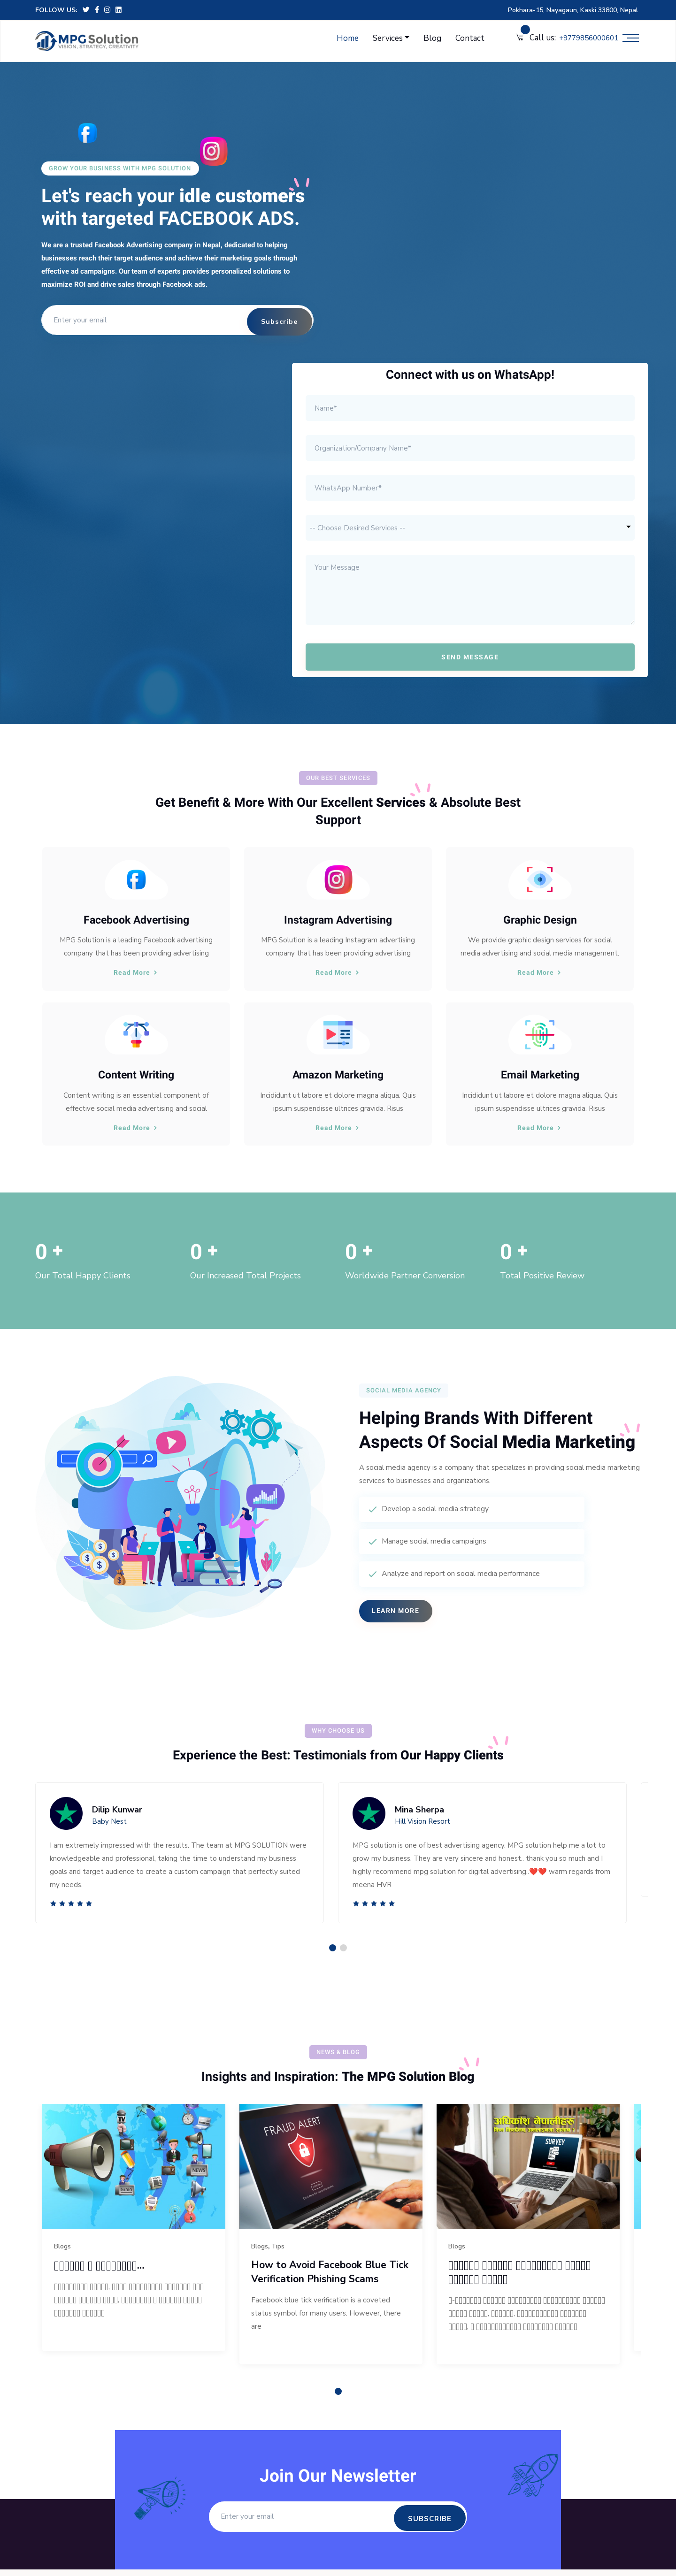 FOLLOW US:
Pokhara-15, Nayagaun, Kaski 33800, Nepal
MPG Solution
VISION, STRATEGY, CREATIVITY
Home
Services
Blog
Contact
Call us: +9779856000601
GROW YOUR BUSINESS WITH MPG SOLUTION
Let's reach your idle customers
with targeted FACEBOOK ADS.
We are a trusted Facebook Advertising company in Nepal, dedicated to helping
businesses reach their target audience and achieve their marketing goals through
effective ad campaigns. Our team of experts provides personalized solutions to
maximize ROI and drive sales through Facebook ads.
Enter your email
Subscribe
Connect with us on WhatsApp!
Name*
Organization/Company Name*
WhatsApp Number*
-- Choose Desired Services --
Your Message
SEND MESSAGE
OUR BEST SERVICES
Get Benefit & More With Our Excellent Services & Absolute Best
Support
Facebook Advertising
MPG Solution is a leading Facebook advertising
company that has been providing advertising
Read More
Instagram Advertising
MPG Solution is a leading Instagram advertising
company that has been providing advertising
Read More
Graphic Design
We provide graphic design services for social
media advertising and social media management.
Read More
Content Writing
Content writing is an essential component of
effective social media advertising and social
Read More
Amazon Marketing
Incididunt ut labore et dolore magna aliqua. Quis
ipsum suspendisse ultrices gravida. Risus
Read More
Email Marketing
Incididunt ut labore et dolore magna aliqua. Quis
ipsum suspendisse ultrices gravida. Risus
Read More
0 +
Our Total Happy Clients
0 +
Our Increased Total Projects
0 +
Worldwide Partner Conversion
0 +
Total Positive Review
SOCIAL MEDIA AGENCY
Helping Brands With Different
Aspects Of Social Media Marketing
A social media agency is a company that specializes in providing social media marketing
services to businesses and organizations.
Develop a social media strategy
Manage social media campaigns
Analyze and report on social media performance
LEARN MORE
WHY CHOOSE US
Experience the Best: Testimonials from Our Happy Clients
Dilip Kunwar
Baby Nest
I am extremely impressed with the results. The team at MPG SOLUTION were
knowledgeable and professional, taking the time to understand my business
goals and target audience to create a custom campaign that perfectly suited
my needs.
Mina Sherpa
Hill Vision Resort
MPG solution is one of best advertising agency. MPG solution help me a lot to
grow my business. They are very sincere and honest.. thank you so much and I
highly recommend mpg solution for digital advertising. ❤️❤️ warm regards from
meena HVR
NEWS & BLOG
Insights and Inspiration: The MPG Solution Blog
TV
NEWS
Blogs
FRAUD ALERT
Blogs, Tips
How to Avoid Facebook Blue Tick
Verification Phishing Scams
Facebook blue tick verification is a coveted
status symbol for many users. However, there
are
अधिकांश नेपालीहरू
SURVEY
Blogs
Join Our Newsletter
Enter your email
SUBSCRIBE